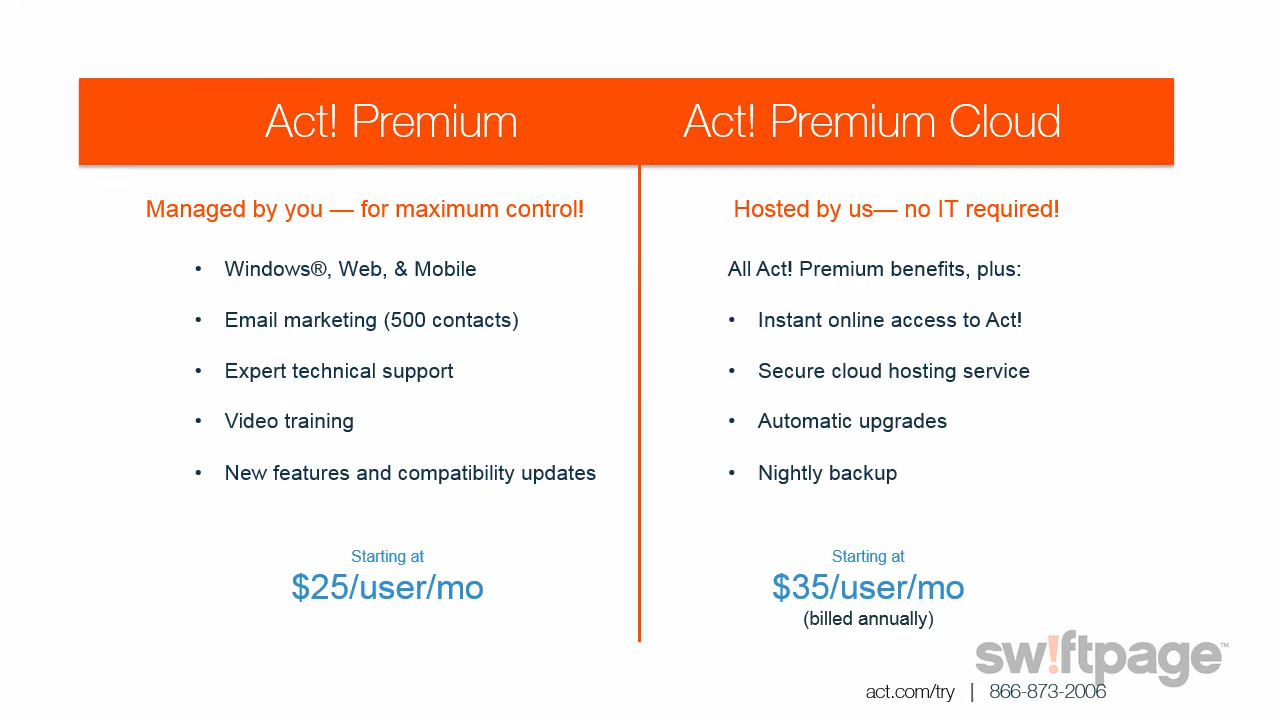 Act! Premium
Act! Premium Cloud
Managed by you — for maximum control!
• Windows®, Web, & Mobile
• Email marketing (500 contacts)
• Expert technical support
• Video training
• New features and compatibility updates
Starting at
$25/user/mo
Hosted by us— no IT required!
All Act! Premium benefits, plus:
• Instant online access to Act!
• Secure cloud hosting service
• Automatic upgrades
• Nightly backup
Starting at
$35/user/mo
(billed annually)
sw!ftpage™
act.com/try | 866-873-2006